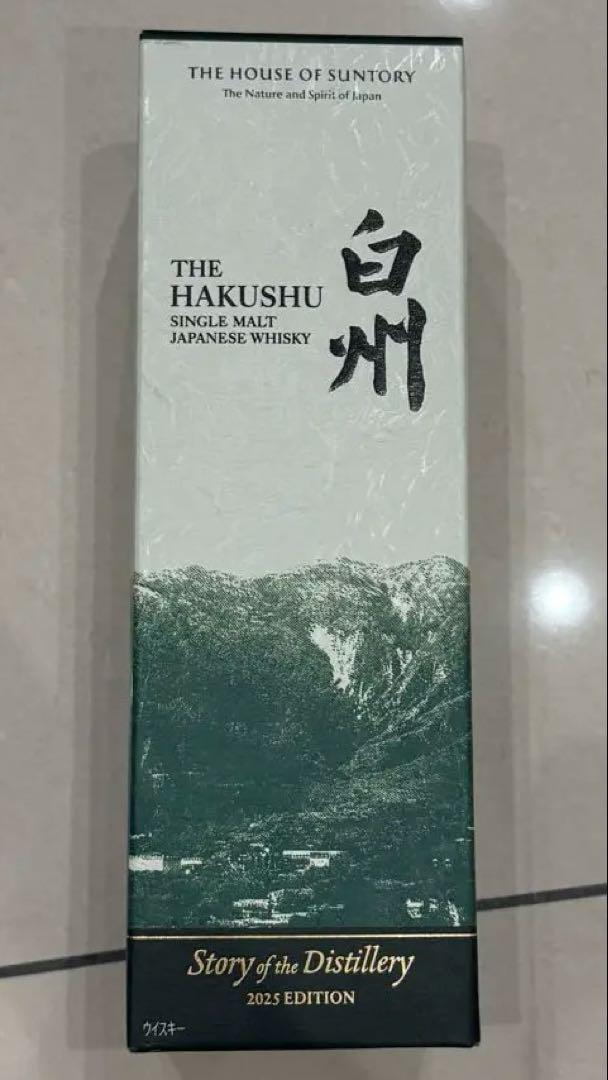 THE HOUSE OF SUNTORY
The Nature and Spirit of Japan
THE
HAKUSHU
SINGLE MALT
JAPANESE WHISKY
白州
Story of the Distillery
2025 EDITION
ウイスキー